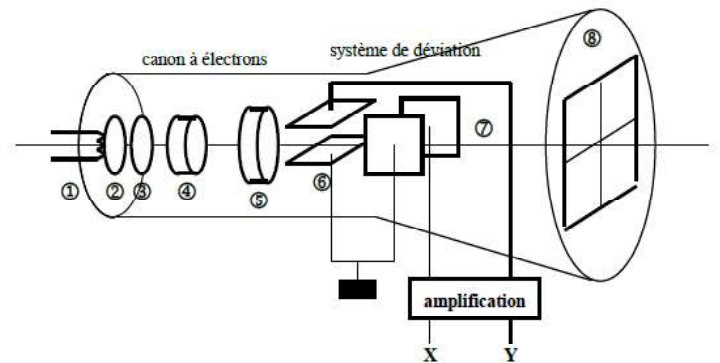 système de déviation
canon à électrons
⑧
⑦
① ② ③ ④ ⑤ ⑥
amplification
X Y